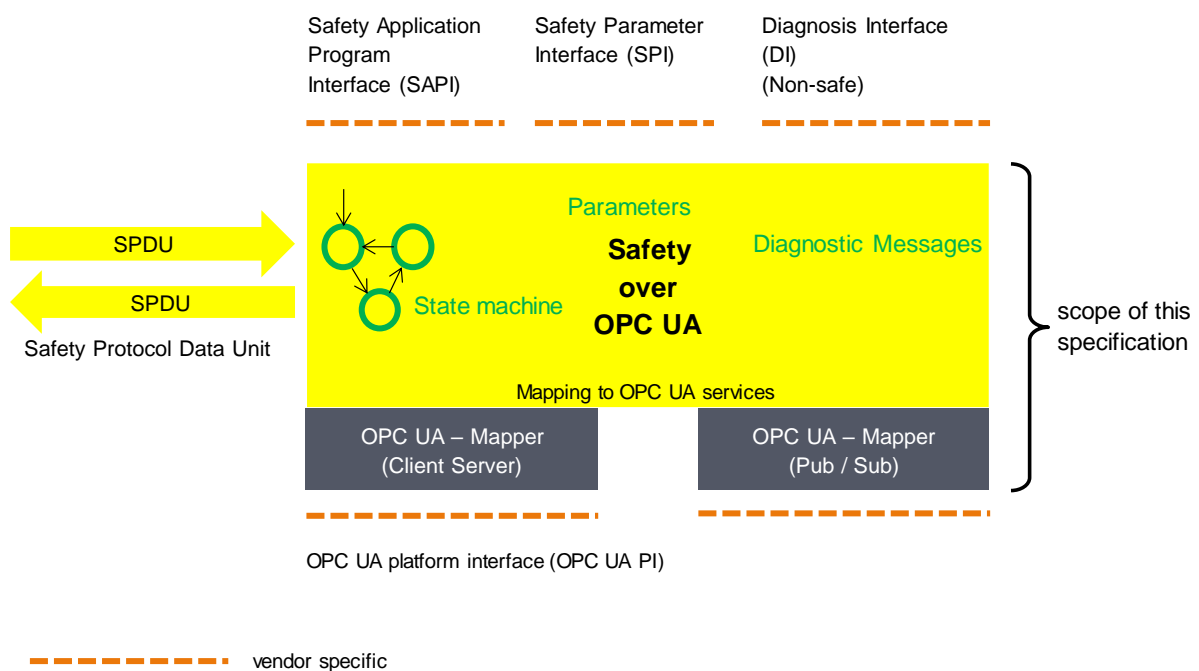 Safety Application
Program
Interface (SAPI)
Safety Parameter
Interface (SPI)
Diagnosis Interface
(DI)
(Non-safe)
SPDU
SPDU
Safety Protocol Data Unit
State machine
Parameters
Safety
over
OPC UA
Diagnostic Messages
Mapping to OPC UA services
scope of this
specification
OPC UA – Mapper
(Client Server)
OPC UA – Mapper
(Pub / Sub)
OPC UA platform interface (OPC UA PI)
vendor specific